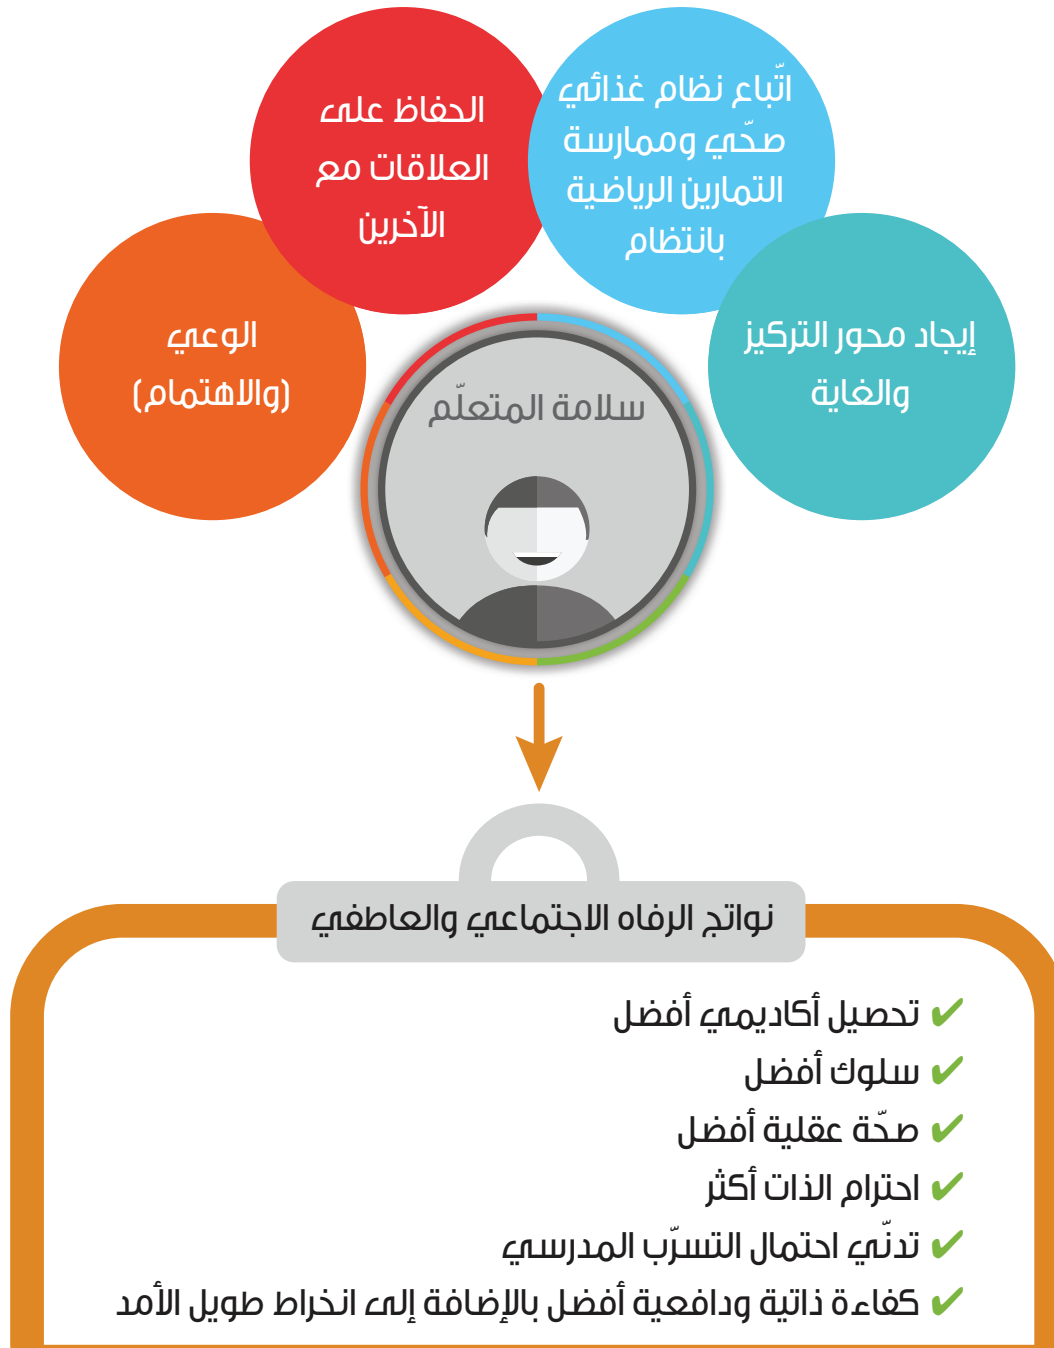 اتّباع نظام غذائي
صحّي وممارسة
التمارين الرياضية
بانتظام
الحفاظ على
العلاقات مع
الآخرين
إيجاد محور التركيز
والغاية
الوعي
(والاهتمام)
سلامة المتعلّم
نواتج الرفاه الاجتماعي والعاطفي
✔ تحصيل أكاديمي أفضل
✔ سلوك أفضل
✔ صحّة عقلية أفضل
✔ احترام الذات أكثر
✔ تدنّي احتمال التسرّب المدرسي
✔ كفاءة ذاتية ودافعية أفضل بالإضافة إلى انخراط طويل الأمد